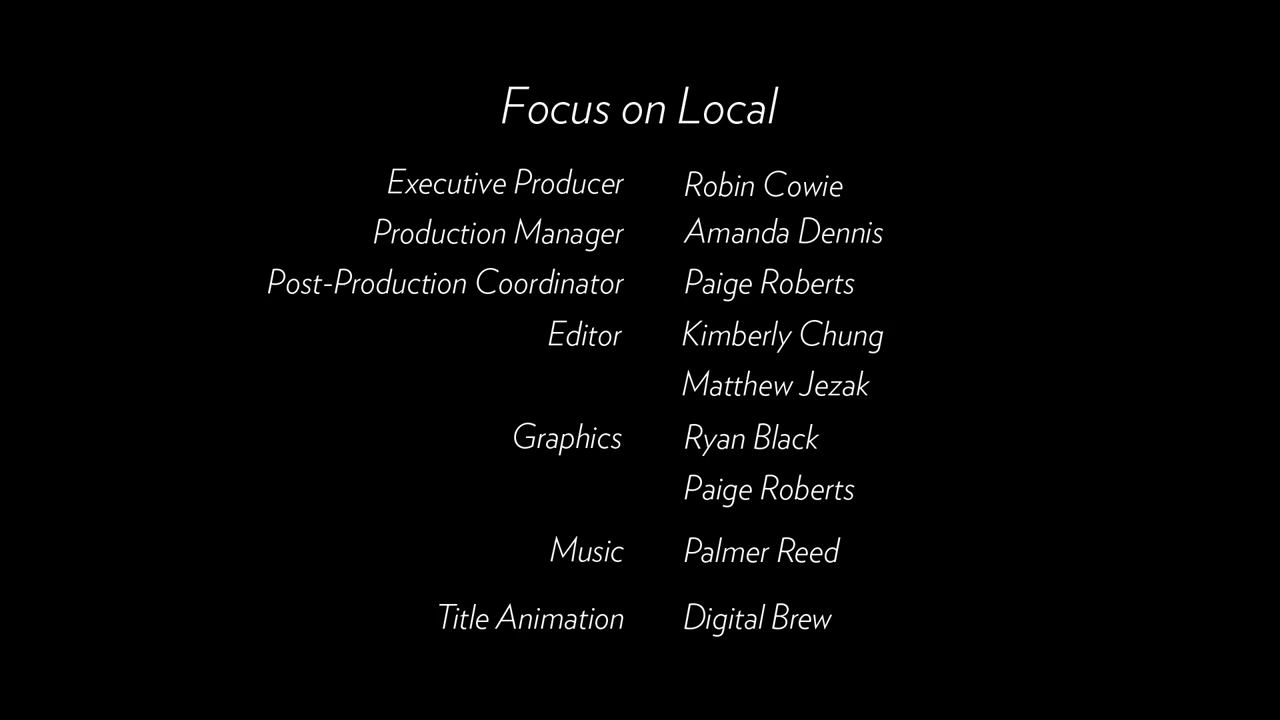 Focus on Local
Executive Producer Robin Cowie
Production Manager Amanda Dennis
Post-Production Coordinator Paige Roberts
Editor Kimberly Chung
Matthew Jezak
Graphics Ryan Black
Paige Roberts
Music Palmer Reed
Title Animation Digital Brew